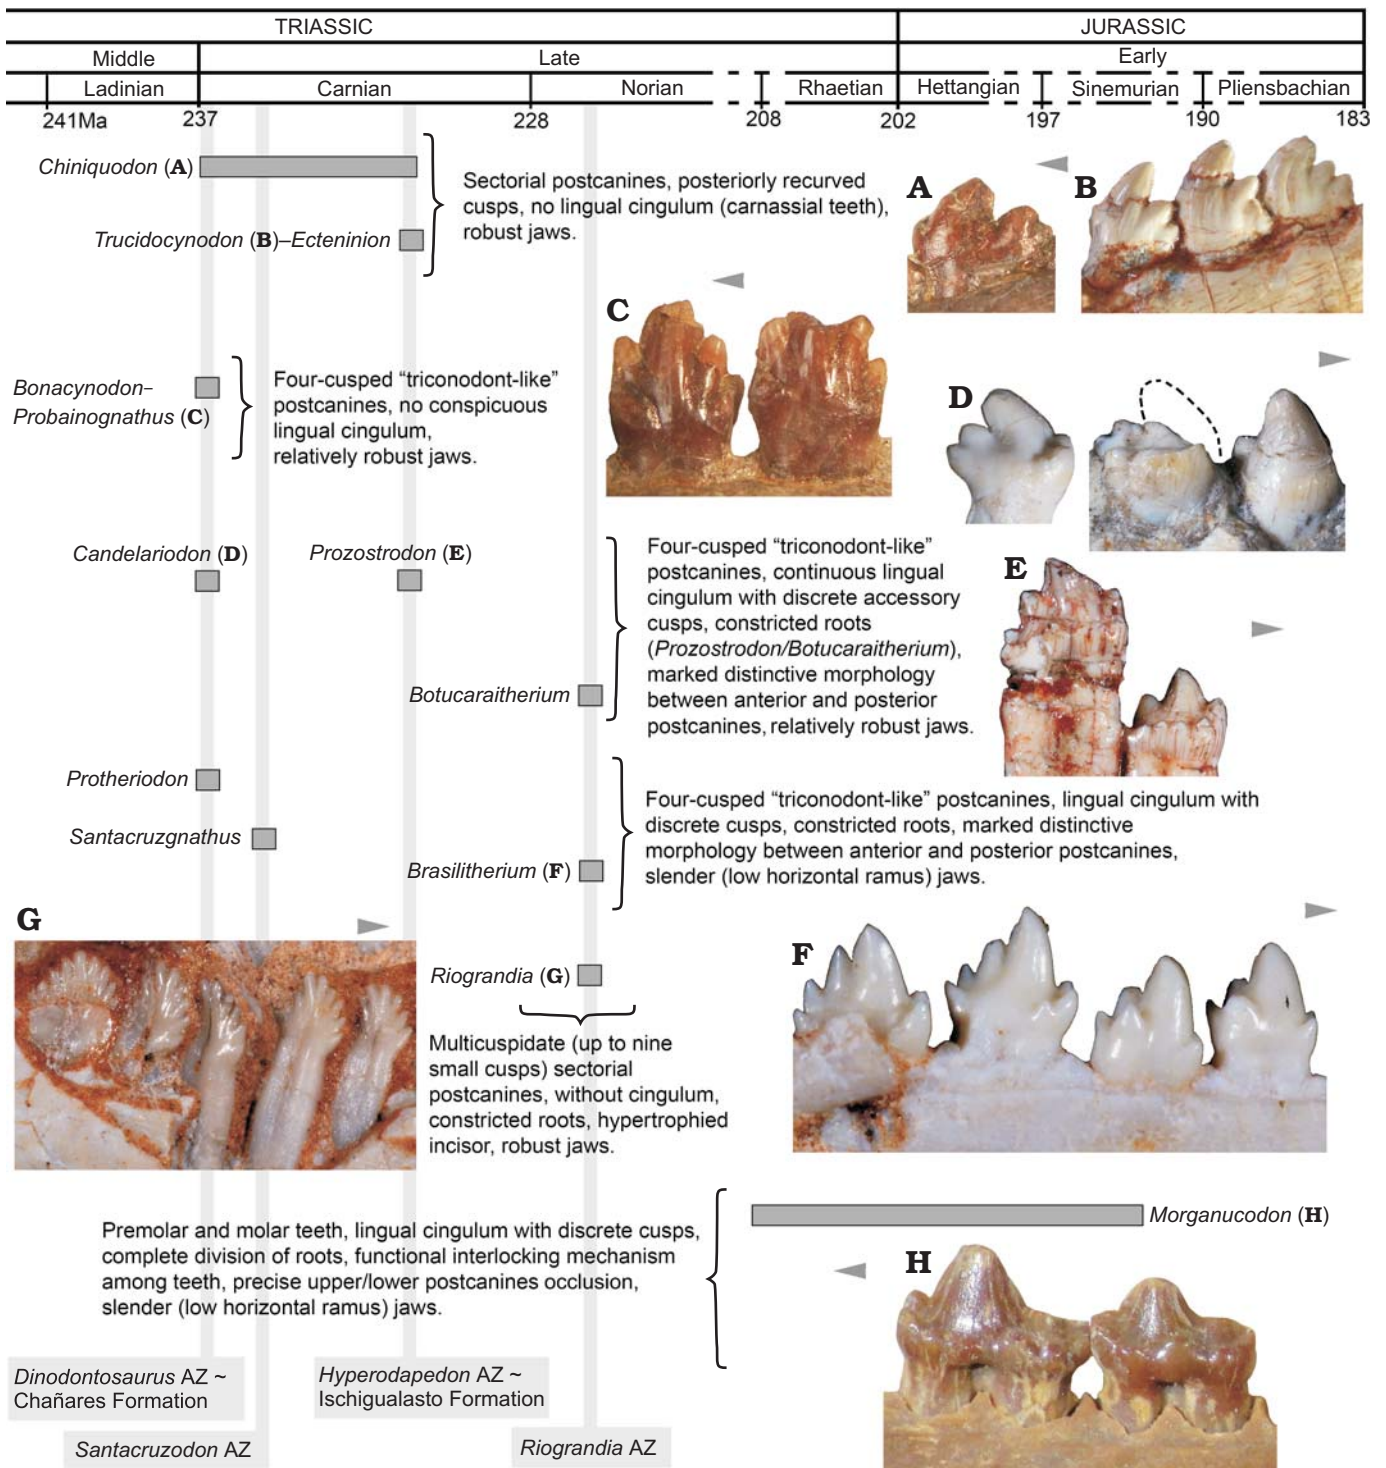 TRIASSIC
JURASSIC
Middle
Late
Early
Ladinian
Carnian
Norian
Rhaetian
Hettangian
Sinemurian
Pliensbachian
241Ma
237
228
208
202
197
190
183
Chiniquodon (A)
Trucidocynodon (B)–Ecteninion
Sectorial postcanines, posteriorly recurved
cusps, no lingual cingulum (carnassial teeth),
robust jaws.
A
B
C
Bonacynodon–
Probainognathus (C)
Four-cusped “triconodont-like”
postcanines, no conspicuous
lingual cingulum,
relatively robust jaws.
D
Candelariodon (D)
Prozostrodon (E)
Botucaraitherium
Four-cusped “triconodont-like”
postcanines, continuous lingual
cingulum with discrete accessory
cusps, constricted roots
(Prozostrodon/Botucaraitherium),
marked distinctive morphology
between anterior and posterior
postcanines, relatively robust jaws.
E
Protheriodon
Santacruzgnathus
Brasilitherium (F)
Four-cusped “triconodont-like” postcanines, lingual cingulum with
discrete cusps, constricted roots, marked distinctive
morphology between anterior and posterior postcanines,
slender (low horizontal ramus) jaws.
G
F
Riograndia (G)
Multicuspidate (up to nine
small cusps) sectorial
postcanines, without cingulum,
constricted roots, hypertrophied
incisor, robust jaws.
Premolar and molar teeth, lingual cingulum with discrete cusps,
complete division of roots, functional interlocking mechanism
among teeth, precise upper/lower postcanines occlusion,
slender (low horizontal ramus) jaws.
Morganucodon (H)
H
Dinodontosaurus AZ ~
Chañares Formation
Hyperodapedon AZ ~
Ischigualasto Formation
Santacruzodon AZ
Riograndia AZ